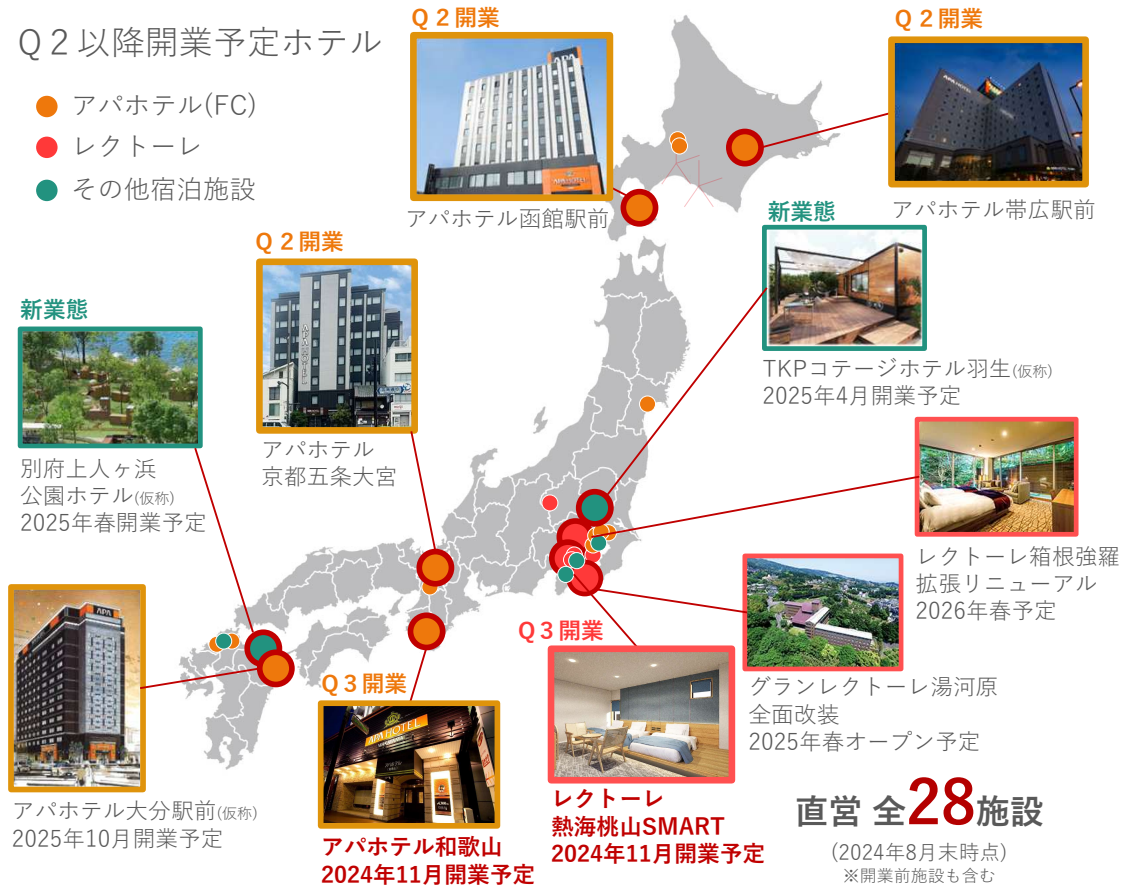 Ｑ２以降開業予定ホテル
アパホテル(FC)
レクトーレ
その他宿泊施設
Ｑ２開業
APA
アパホテル函館駅前
Ｑ２開業
APA HOTEL
アパホテル帯広駅前
Ｑ２開業
APA HOTEL
アパホテル
京都五条大宮
新業態
TKPコテージホテル羽生(仮称)
2025年4月開業予定
新業態
別府上人ヶ浜
公園ホテル(仮称)
2025年春開業予定
レクトーレ箱根強羅
拡張リニューアル
2026年春予定
グランレクトーレ湯河原
全面改装
2025年春オープン予定
APA
アパホテル大分駅前(仮称)
2025年10月開業予定
Ｑ３開業
APA HOTEL
アパホテル和歌山
2024年11月開業予定
Ｑ３開業
レクトーレ
熱海桃山SMART
2024年11月開業予定
直営 全28施設
(2024年8月末時点)
※開業前施設も含む